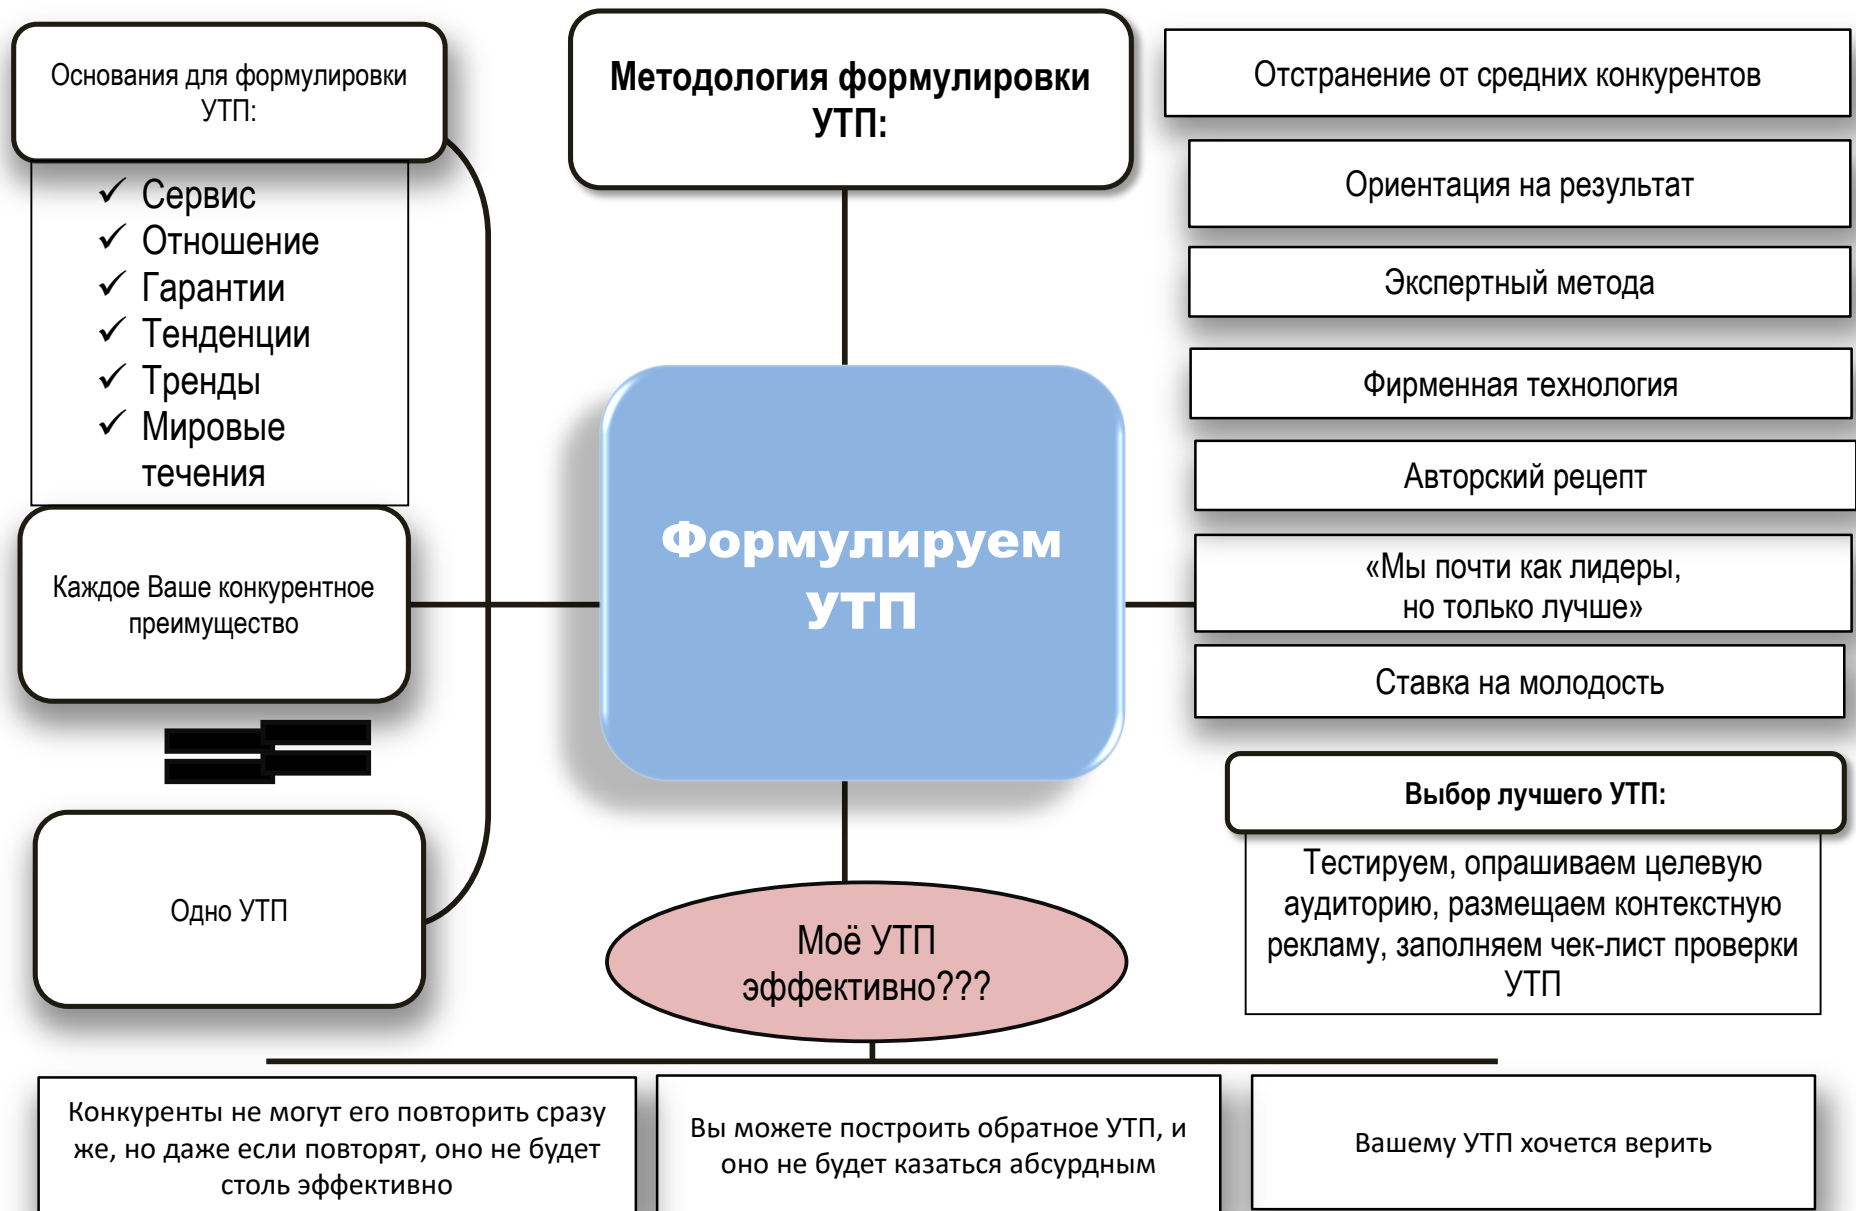 Основания для формулировки
УТП:
✓ Сервис
✓ Отношение
✓ Гарантии
✓ Тенденции
✓ Тренды
✓ Мировые
течения
Каждое Ваше конкурентное
преимущество
Одно УТП
Методология формулировки
УТП:
Формулируем
УТП
Моё УТП
эффективно???
Отстранение от средних конкурентов
Ориентация на результат
Экспертный метода
Фирменная технология
Авторский рецепт
«Мы почти как лидеры,
но только лучше»
Ставка на молодость
Выбор лучшего УТП:
Тестируем, опрашиваем целевую
аудиторию, размещаем контекстную
рекламу, заполняем чек-лист проверки
УТП
Конкуренты не могут его повторить сразу
же, но даже если повторят, оно не будет
столь эффективно
Вы можете построить обратное УТП, и
оно не будет казаться абсурдным
Вашему УТП хочется верить